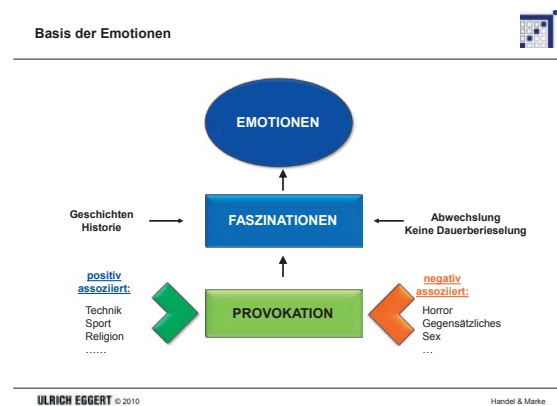 Basis der Emotionen
EMOTIONEN
Geschichten
Historie
FASZINATIONEN
Abwechslung
Keine Dauerberieselung
positiv
assoziiert:
Technik
Sport
Religion
……
PROVOKATION
negativ
assoziiert:
Horror
Gegensätzliches
Sex
…
ULRICH EGGERT © 2010
Handel & Marke